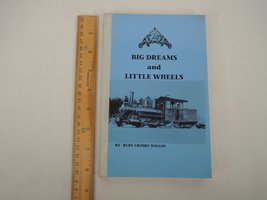 BIG DREAMS
and
LITTLE WHEELS
BY RUBY CROSBY WIGGIN